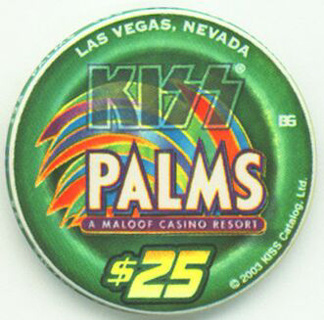 LAS VEGAS, NEVADA
KISS®
BG
PALMS
A MALOOF CASINO RESORT
$25
© 2003 KISS Catalog, Ltd.